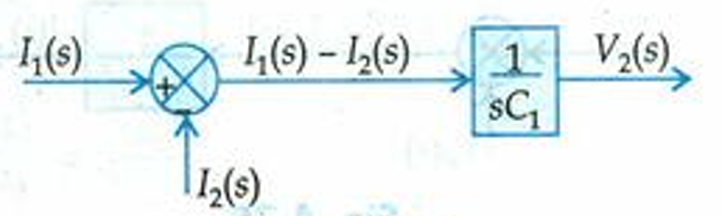 I₁(s) + I₁(s) – I₂(s) 1/sC₁ V₂(s)
–
I₂(s)